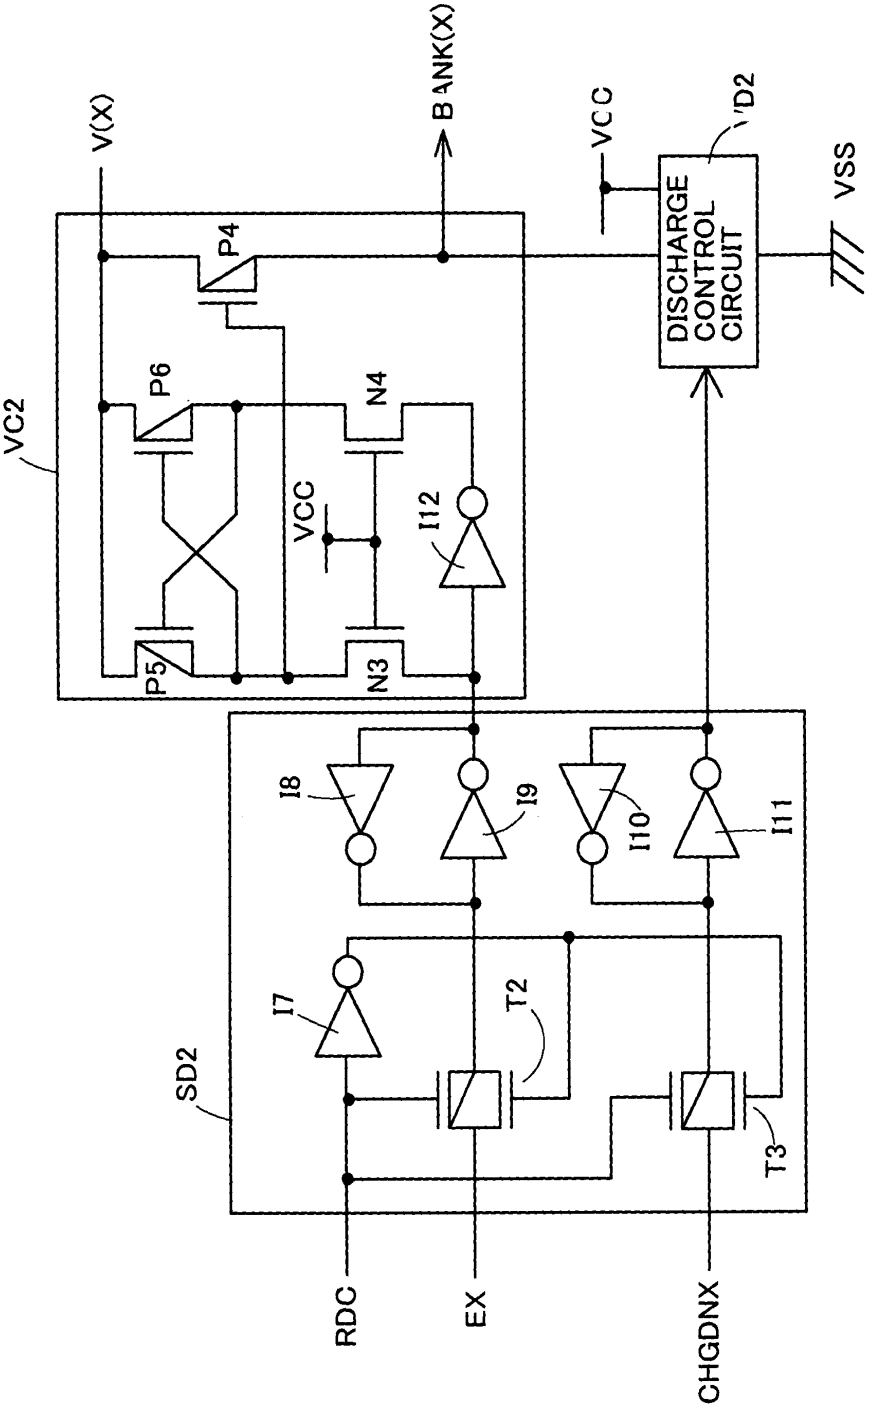 VC2
V(X)
P4
BANK(X)
P6
N4
VCC
I12
P5
N3
VCC
VD2
DISCHARGE
CONTROL
CIRCUIT
VSS
SD2
I8
I9
I10
I11
I7
T2
T3
RDC
EX
CHGDNX